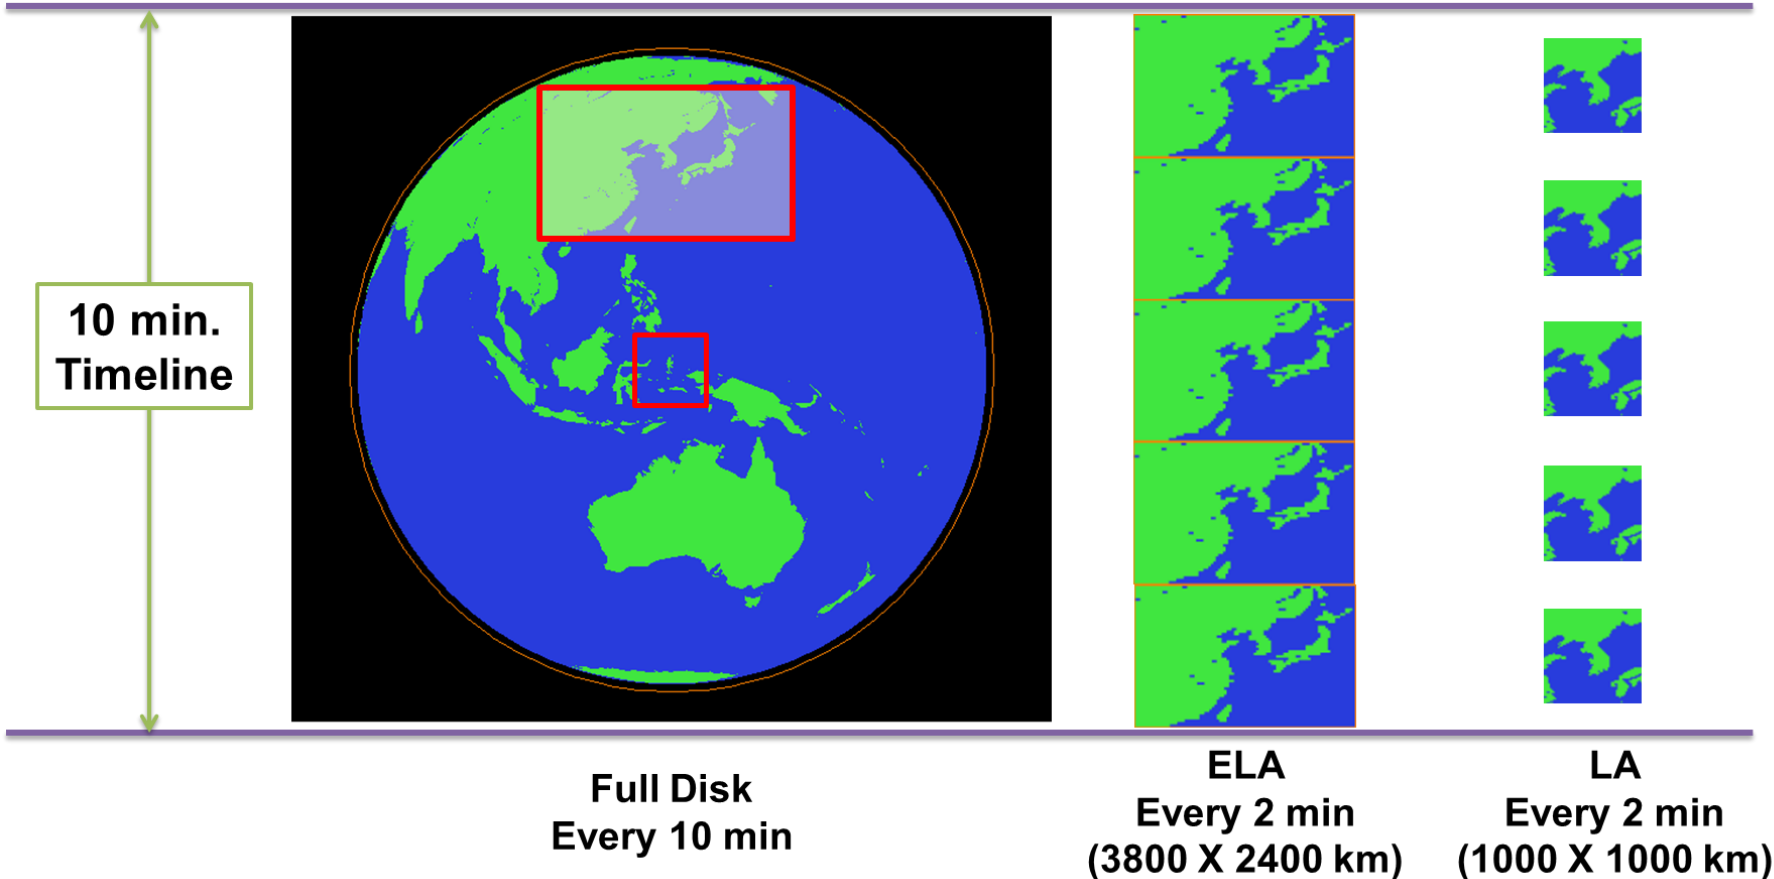 10 min.
Timeline
Full Disk
Every 10 min
ELA
Every 2 min
(3800 X 2400 km)
LA
Every 2 min
(1000 X 1000 km)